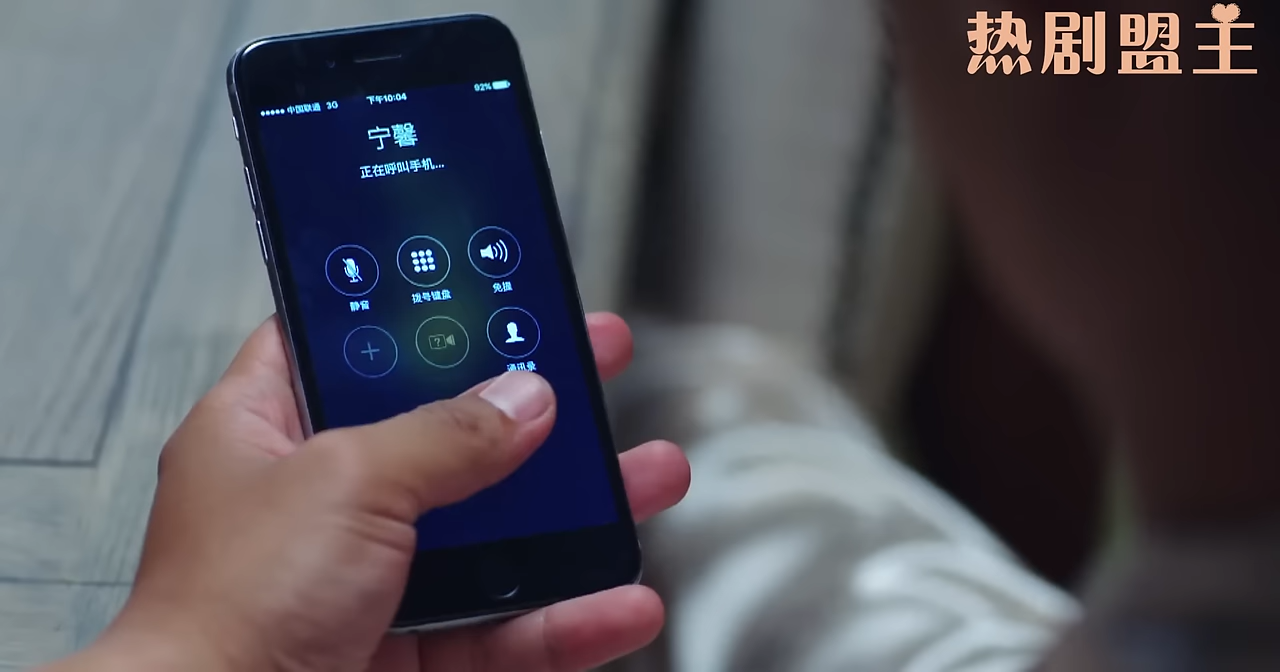 热剧盟主
中国联通 3G 下午10:04 92%
宁馨
正在呼叫手机...
静音 拨号键盘 免提
通讯录